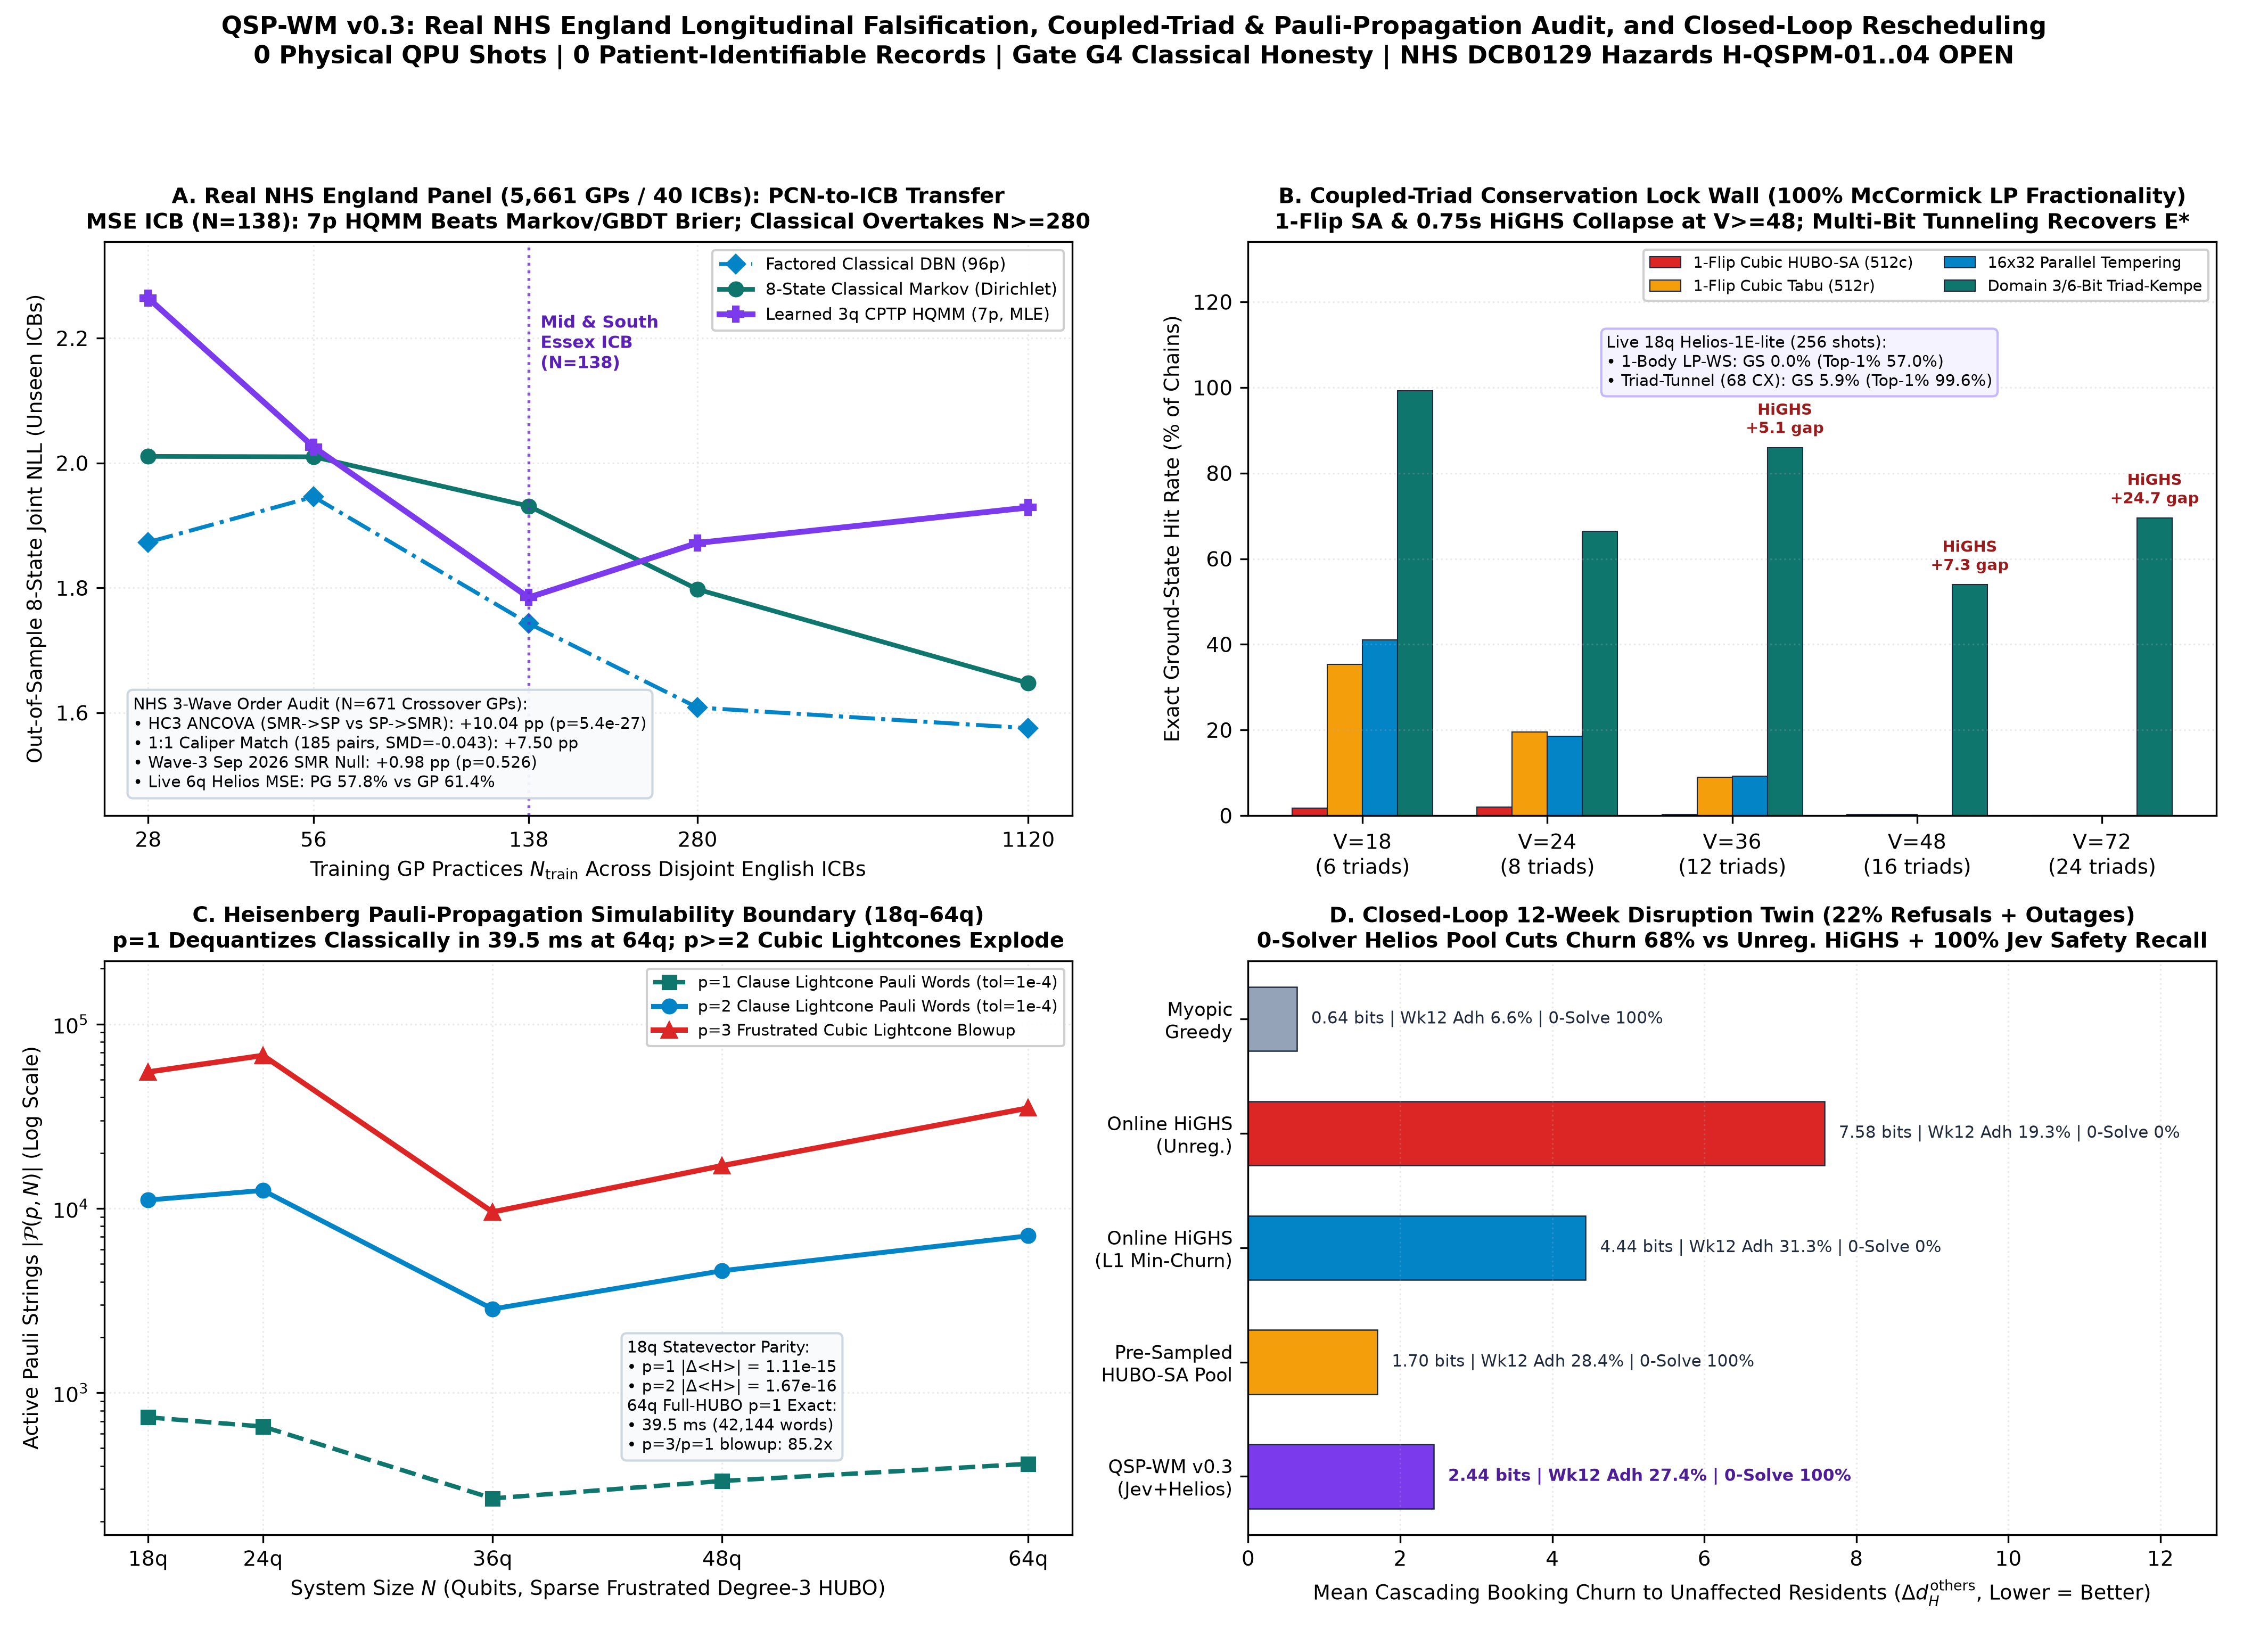 QSP-WM v0.3: Real NHS England Longitudinal Falsification, Coupled-Triad & Pauli-Propagation Audit, and Closed-Loop Rescheduling
0 Physical QPU Shots | 0 Patient-Identifiable Records | Gate G4 Classical Honesty | NHS DCB0129 Hazards H-QSPM-01..04 OPEN
A. Real NHS England Panel (5,661 GPs / 40 ICBs): PCN-to-ICB Transfer
MSE ICB (N=138): 7p HQMM Beats Markov/GBDT Brier; Classical Overtakes N>=280
Out-of-Sample 8-State Joint NLL (Unseen ICBs)
2.2
2.0
1.8
1.6
Factored Classical DBN (96p)
8-State Classical Markov (Dirichlet)
Learned 3q CPTP HQMM (7p, MLE)
Mid & South
Essex ICB
(N=138)
NHS 3-Wave Order Audit (N=671 Crossover GPs):
• HC3 ANCOVA (SMR->SP vs SP->SMR): +10.04 pp (p=5.4e-27)
• 1:1 Caliper Match (185 pairs, SMD=-0.043): +7.50 pp
• Wave-3 Sep 2026 SMR Null: +0.98 pp (p=0.526)
• Live 6q Helios MSE: PG 57.8% vs GP 61.4%
28 56 138 280 1120
Training GP Practices N_train Across Disjoint English ICBs
B. Coupled-Triad Conservation Lock Wall (100% McCormick LP Fractionality)
1-Flip SA & 0.75s HiGHS Collapse at V>=48; Multi-Bit Tunneling Recovers E*
Exact Ground-State Hit Rate (% of Chains)
120
100
80
60
40
20
0
1-Flip Cubic HUBO-SA (512c)
1-Flip Cubic Tabu (512r)
16x32 Parallel Tempering
Domain 3/6-Bit Triad-Kempe
Live 18q Helios-1E-lite (256 shots):
• 1-Body LP-WS: GS 0.0% (Top-1% 57.0%)
• Triad-Tunnel (68 CX): GS 5.9% (Top-1% 99.6%)
HiGHS
+5.1 gap
HiGHS
+7.3 gap
HiGHS
+24.7 gap
V=18 V=24 V=36 V=48 V=72
(6 triads) (8 triads) (12 triads) (16 triads) (24 triads)
C. Heisenberg Pauli-Propagation Simulability Boundary (18q–64q)
p=1 Dequantizes Classically in 39.5 ms at 64q; p>=2 Cubic Lightcones Explode
Active Pauli Strings |𝒫(p, N)| (Log Scale)
10⁵
10⁴
10³
p=1 Clause Lightcone Pauli Words (tol=1e-4)
p=2 Clause Lightcone Pauli Words (tol=1e-4)
p=3 Frustrated Cubic Lightcone Blowup
18q Statevector Parity:
• p=1 |Δ<H>| = 1.11e-15
• p=2 |Δ<H>| = 1.67e-16
64q Full-HUBO p=1 Exact:
• 39.5 ms (42,144 words)
• p=3/p=1 blowup: 85.2x
18q 24q 36q 48q 64q
System Size N (Qubits, Sparse Frustrated Degree-3 HUBO)
D. Closed-Loop 12-Week Disruption Twin (22% Refusals + Outages)
0-Solver Helios Pool Cuts Churn 68% vs Unreg. HiGHS + 100% Jev Safety Recall
Myopic
Greedy
0.64 bits | Wk12 Adh 6.6% | 0-Solve 100%
Online HiGHS
(Unreg.)
7.58 bits | Wk12 Adh 19.3% | 0-Solve 0%
Online HiGHS
(L1 Min-Churn)
4.44 bits | Wk12 Adh 31.3% | 0-Solve 0%
Pre-Sampled
HUBO-SA Pool
1.70 bits | Wk12 Adh 28.4% | 0-Solve 100%
QSP-WM v0.3
(Jev+Helios)
2.44 bits | Wk12 Adh 27.4% | 0-Solve 100%
0 2 4 6 8 10 12
Mean Cascading Booking Churn to Unaffected Residents (Δd_H^others, Lower = Better)